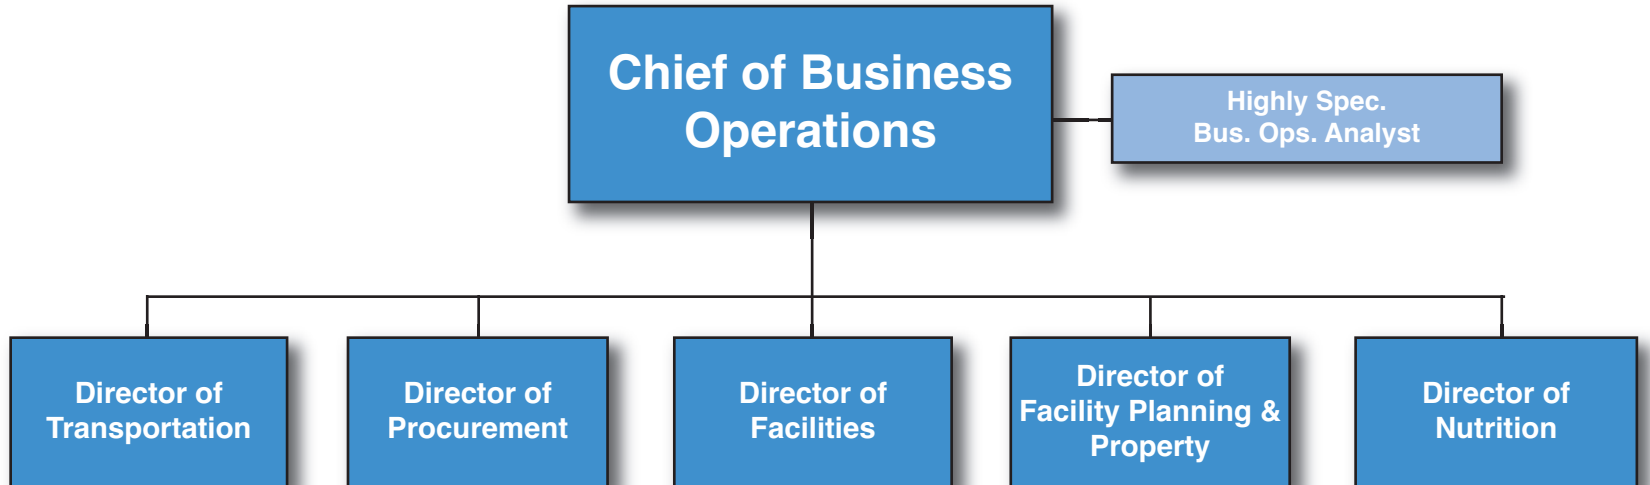 Chief of Business
Operations
Highly Spec.
Bus. Ops. Analyst
Director of
Transportation
Director of
Procurement
Director of
Facilities
Director of
Facility Planning &
Property
Director of
Nutrition